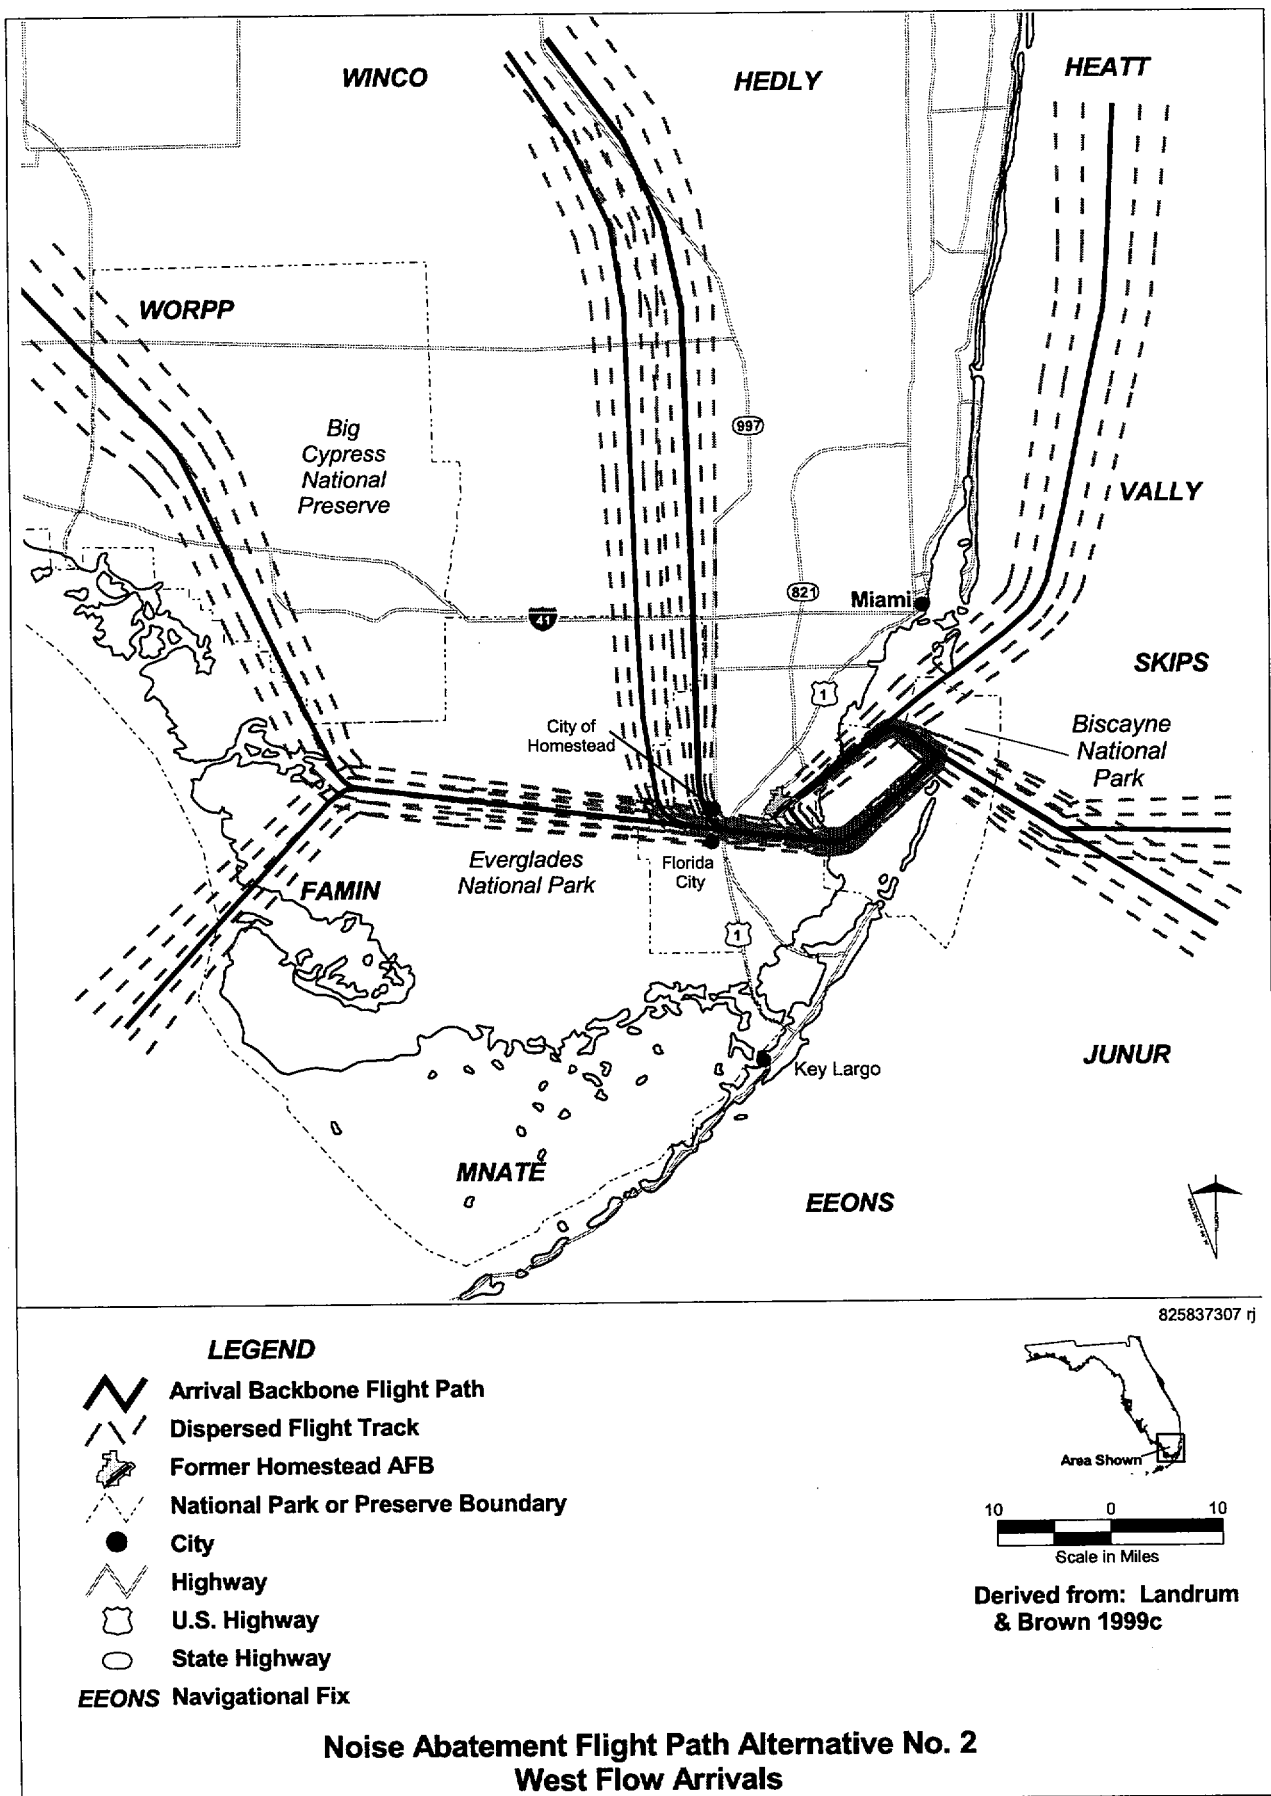 WINCO
HEDLY
HEATT
WORPP
Big
Cypress
National
Preserve
997
VALLY
821
Miami
41
SKIPS
1
City of
Homestead
Biscayne
National
Park
Everglades
National Park
Florida
City
FAMIN
1
JUNUR
Key Largo
MNATE
EEONS
825837307 rj
LEGEND
Arrival Backbone Flight Path
Dispersed Flight Track
Former Homestead AFB
National Park or Preserve Boundary
City
Highway
U.S. Highway
State Highway
EEONS Navigational Fix
Area Shown
10 0 10
Scale in Miles
Derived from: Landrum
& Brown 1999c
Noise Abatement Flight Path Alternative No. 2
West Flow Arrivals